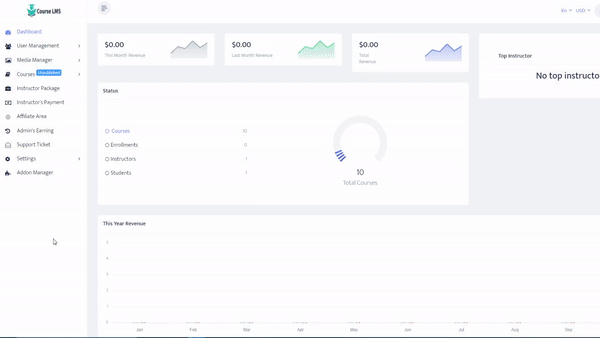 Course LMS
En
USD
Dashboard
User Management
Media Manager
Courses Unpublished
Instructor Package
Instructor's Payment
Affiliate Area
Admin's Earning
Support Ticket
Settings
Addon Manager
$0.00
This Month Revenue
$0.00
Last Month Revenue
$0.00
Total
Revenue
Top Instructor
No top instructo
Status
Courses 10
Enrollments 0
Instructors 1
Students 1
10
Total Courses
This Year Revenue
5
4
3
2
1
0
Jan Feb Mar Apr May Jun Jul Aug Sep